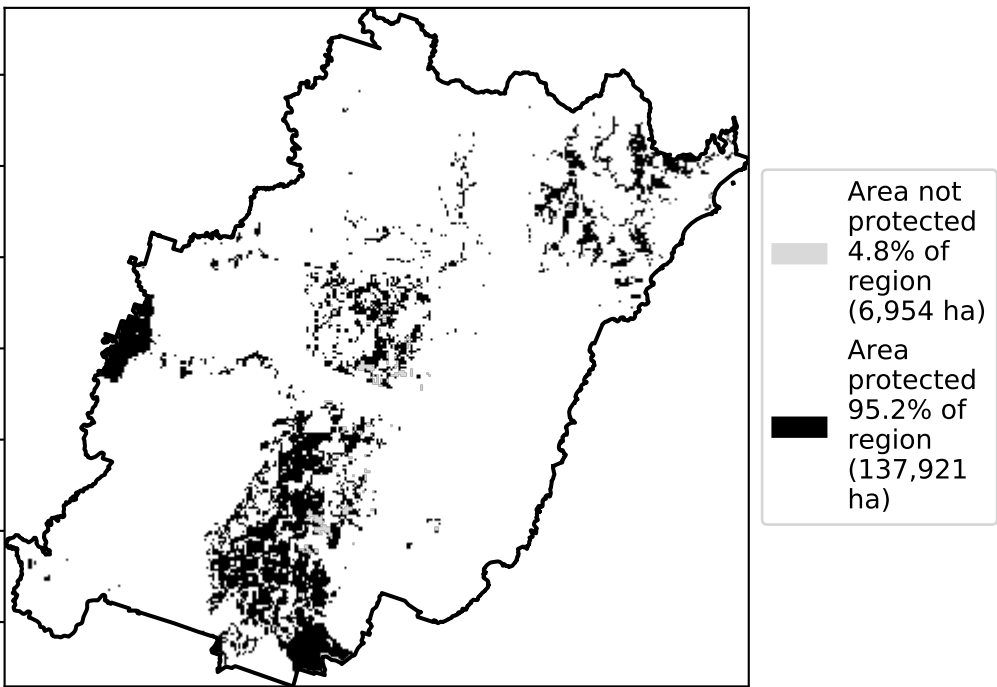 Area not
protected
4.8% of
region
(6,954 ha)
Area
protected
95.2% of
region
(137,921
ha)